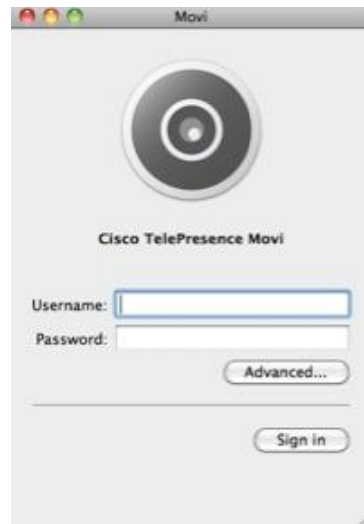 Movi
Cisco TelePresence Movi
Username:
Password:
Advanced...
Sign in